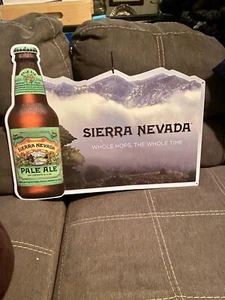 SIERRA NEVADA
WHOLE HOPS. THE WHOLE TIME.
SIERRA NEVADA
PALE ALE